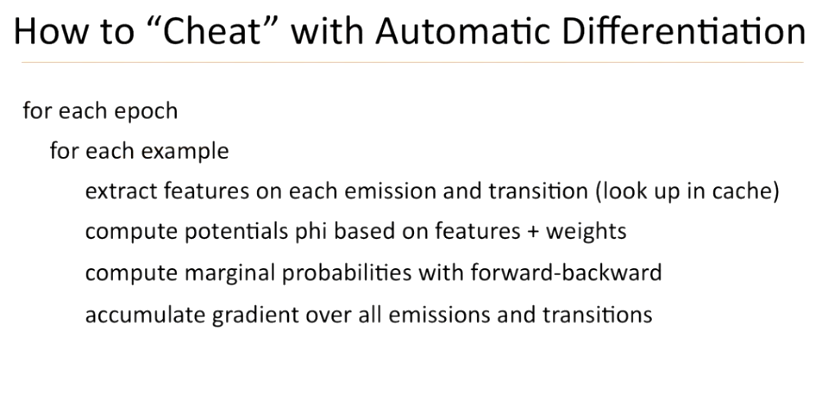 How to “Cheat” with Automatic Differentiation
for each epoch
for each example
extract features on each emission and transition (look up in cache)
compute potentials phi based on features + weights
compute marginal probabilities with forward-backward
accumulate gradient over all emissions and transitions